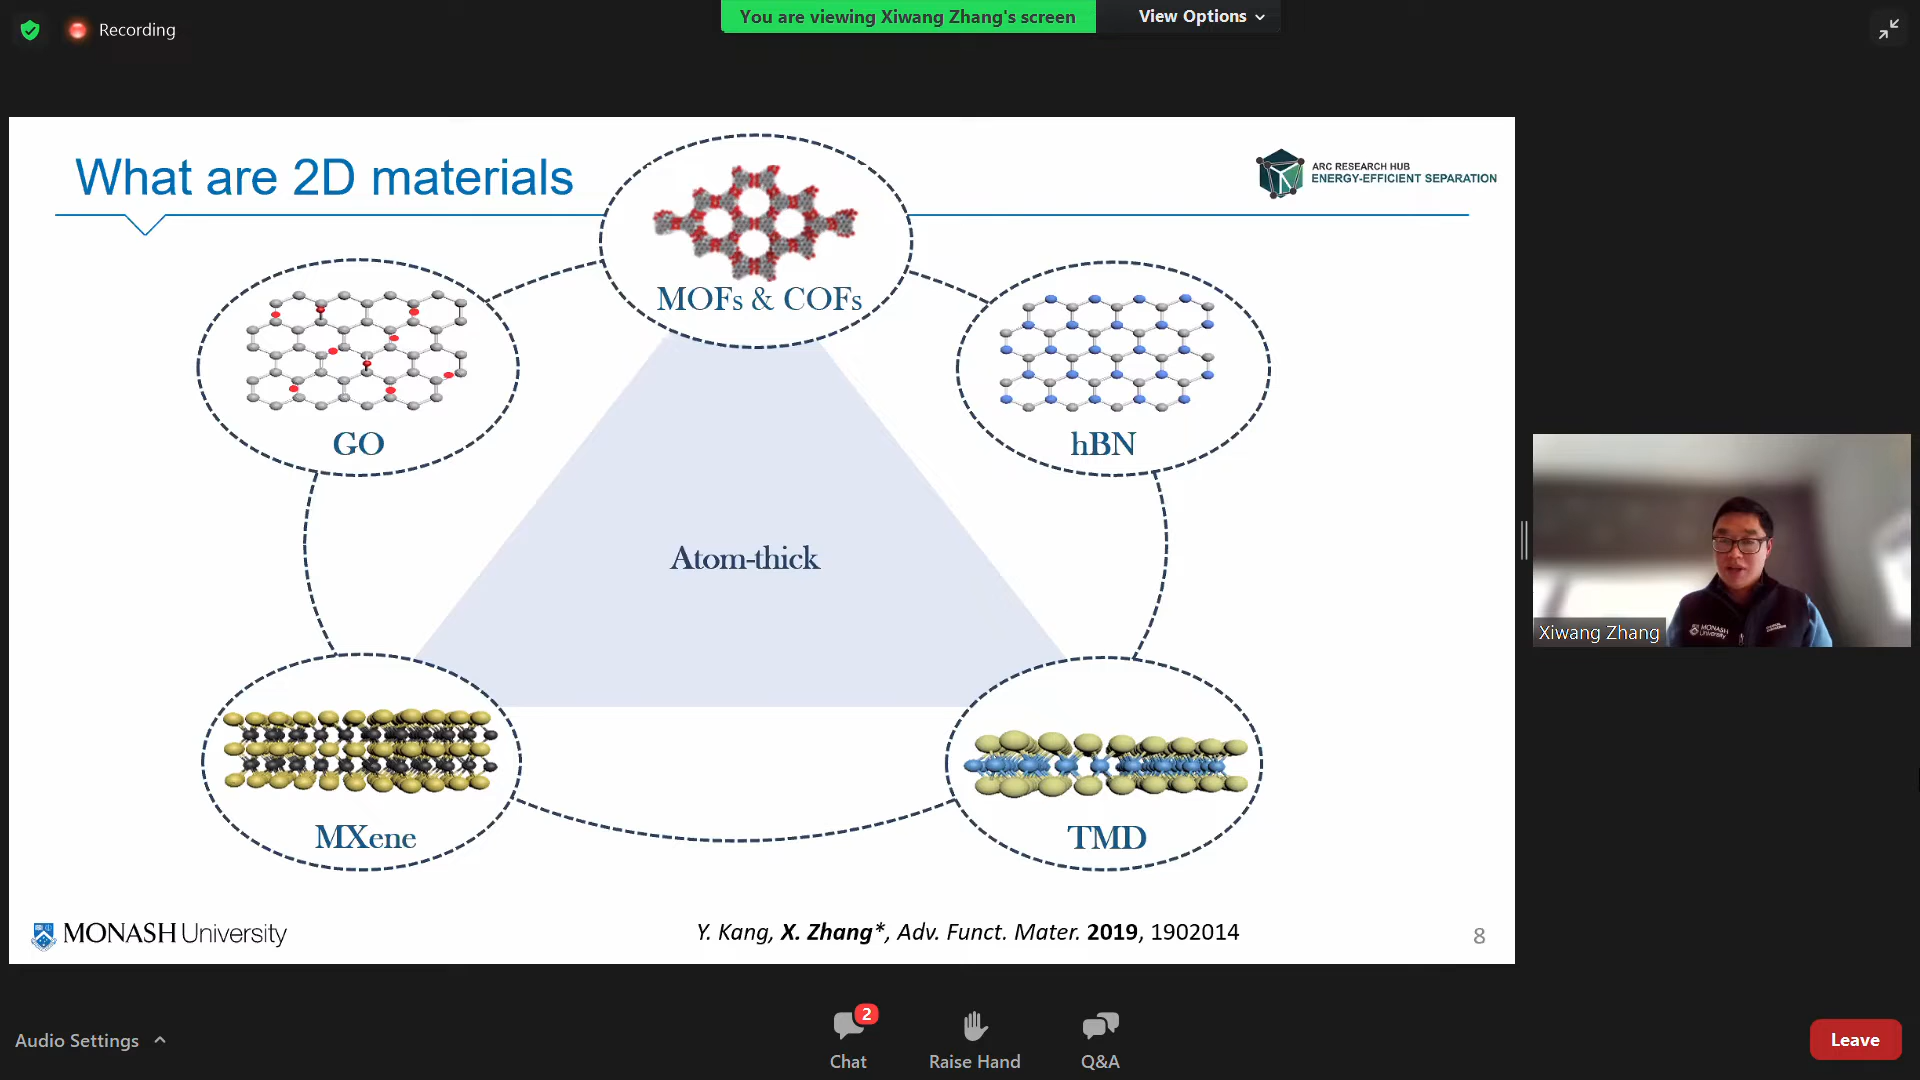 You are viewing Xiwang Zhang's screen
View Options
Recording
What are 2D materials
ARC RESEARCH HUB
ENERGY-EFFICIENT SEPARATION
MOFs & COFs
GO
hBN
Atom-thick
MXene
TMD
MONASH University
Y. Kang, X. Zhang*, Adv. Funct. Mater. 2019, 1902014
8
Xiwang Zhang
MONASH
University
Audio Settings
2
Chat
Raise Hand
Q&A
Leave